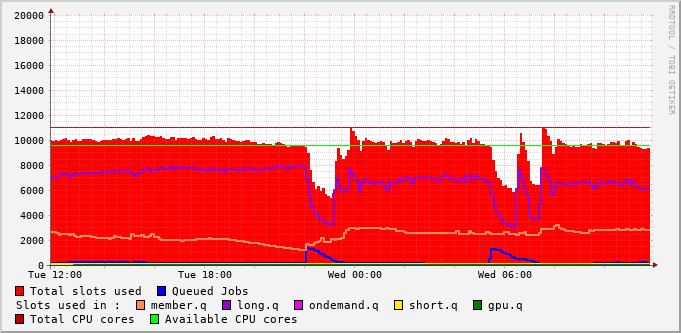 RRDTOOL / TOBI OETIKER
20000
18000
16000
14000
12000
10000
8000
6000
4000
2000
0
Tue 12:00 Tue 18:00 Wed 00:00 Wed 06:00
Total slots used Queued Jobs
Slots used in : member.q long.q ondemand.q short.q gpu.q
Total CPU cores Available CPU cores